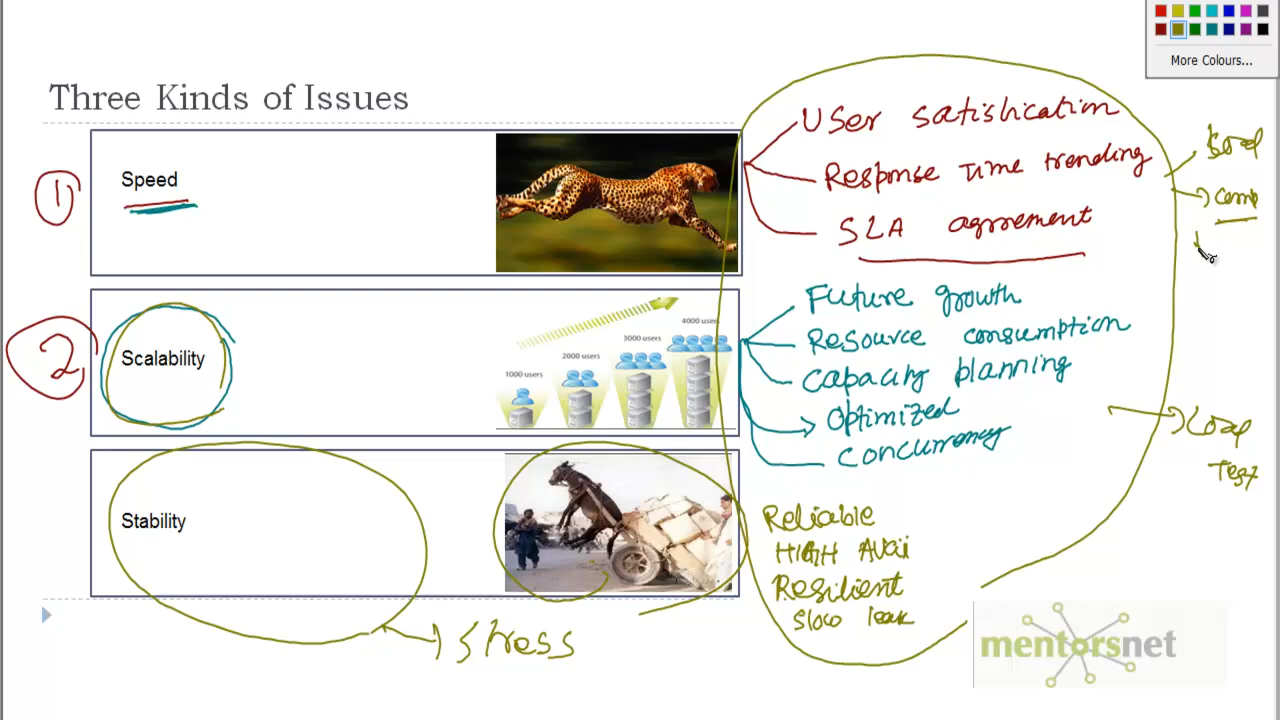 More Colours...
Three Kinds of Issues
1
Speed
User satisfication
Response Time trending
SLA agrrement
2
Scalability
1000 users
2000 users
3000 users
4000 users
Future growth
Resource consumption
Capacity planning
Optimized
Concurrency
Test
Stability
Reliable
HIGH Avai
Resilient
Slow leak
Stress
mentorsnet